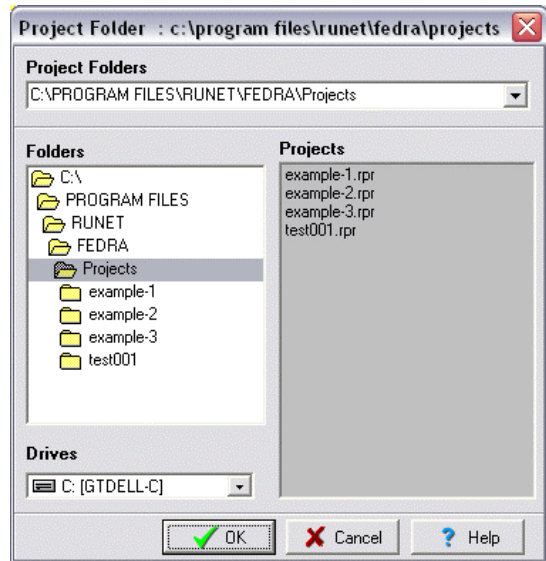 Project Folder : c:\program files\runet\fedra\projects
Project Folders
C:\PROGRAM FILES\RUNET\FEDRA\Projects
Folders
C:\
PROGRAM FILES
RUNET
FEDRA
Projects
example-1
example-2
example-3
test001
Drives
C: [GTDELL-C]
Projects
example-1.rpr
example-2.rpr
example-3.rpr
test001.rpr
OK
Cancel
? Help